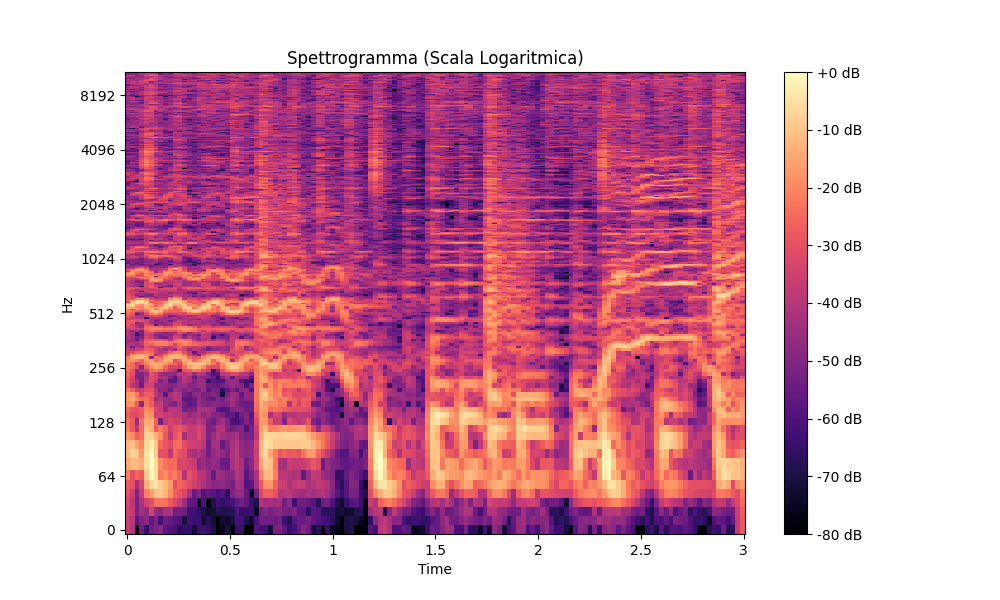 Spettrogramma (Scala Logaritmica)
Hz
8192
4096
2048
1024
512
256
128
64
0
0
0.5
1
1.5
2
2.5
3
Time
+0 dB
-10 dB
-20 dB
-30 dB
-40 dB
-50 dB
-60 dB
-70 dB
-80 dB